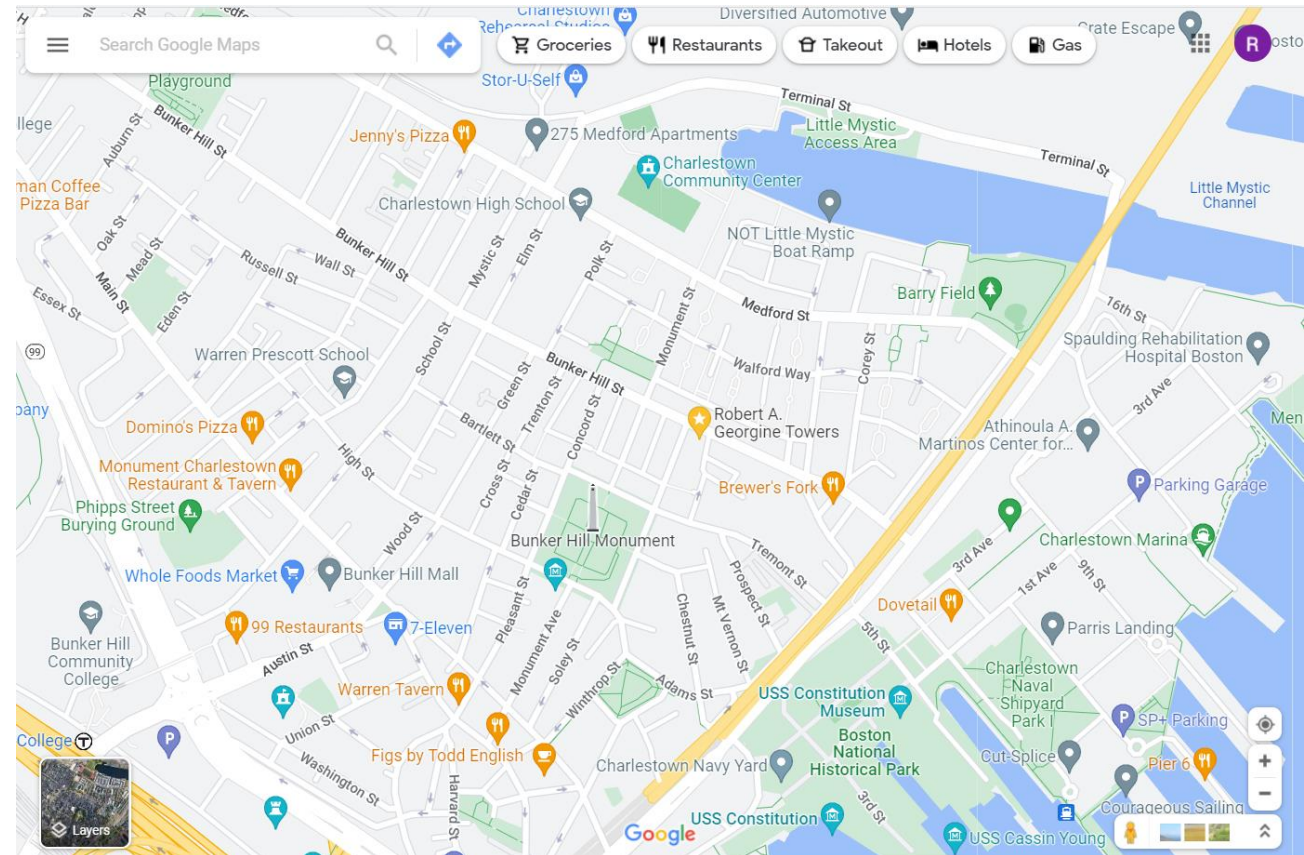 Charlestown
Rehearsal Studios
Diversified Automotive
Crate Escape
Search Google Maps
Groceries
Restaurants
Takeout
Hotels
Gas
R
Playground
Stor-U-Self
Terminal St
Auburn St
Bunker Hill St
Jenny's Pizza
275 Medford Apartments
Little Mystic
Access Area
Terminal St
Charlestown
Community Center
Little Mystic
Channel
Pizza Bar
Charlestown High School
Oak St
Mead St
Bunker Hill St
NOT Little Mystic
Boat Ramp
Russell St
Wall St
Mystic St
Elm St
Polk St
Main St
Essex St
Eden St
Barry Field
Monument St
Medford St
16th St
School St
Corey St
Spaulding Rehabilitation
Hospital Boston
99
Warren Prescott School
Bunker Hill St
Walford Way
Green St
Trenton St
Concord St
3rd Ave
Domino's Pizza
Bartlett St
Robert A.
Georgine Towers
Athinoula A.
Martinos Center for...
High St
Monument Charlestown
Restaurant & Tavern
Cross St
Cedar St
Brewer's Fork
P
Parking Garage
Phipps Street
Burying Ground
Wood St
Bunker Hill Monument
Charlestown Marina
Tremont St
3rd Ave
Whole Foods Market
Bunker Hill Mall
Pleasant St
Prospect St
1st Ave
9th St
Chestnut St
Mt Vernon St
Dovetail
99 Restaurants
7-Eleven
Monument Ave
5th St
Parris Landing
Bunker Hill
Community
College
Austin St
Soley St
Warren Tavern
Winthrop St
Adams St
USS Constitution
Museum
Charlestown
Naval
Shipyard
Park I
Union St
P
SP+ Parking
College
T
P
Boston
National
Historical Park
Figs by Todd English
Charlestown Navy Yard
Cut-Splice
Pier 6
Washington St
Harvard St
3rd St
Courageous Sailing
Layers
Google
USS Constitution
USS Cassin Young